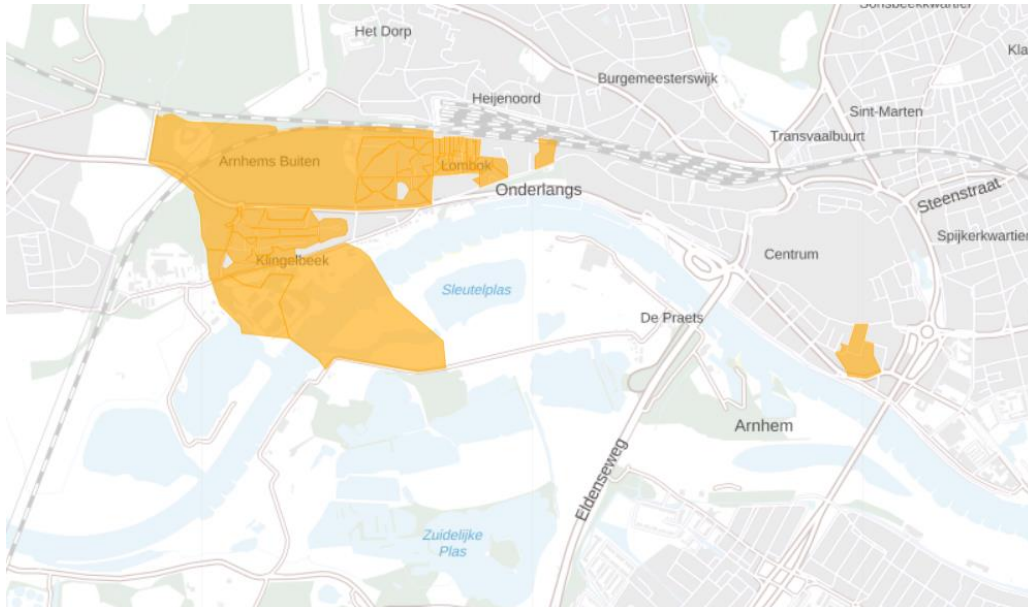 Sonsbeekkwartier
Het Dorp
Kla
Burgemeesterswijk
Heijenoord
Sint-Marten
Transvaalbuurt
Arnhems Buiten
Lombok
Onderlangs
Steenstraat
Spijkerkwartier
Centrum
Klingelbeek
Sleutelplas
De Praets
Arnhem
Eldenseweg
Zuidelijke
Plas